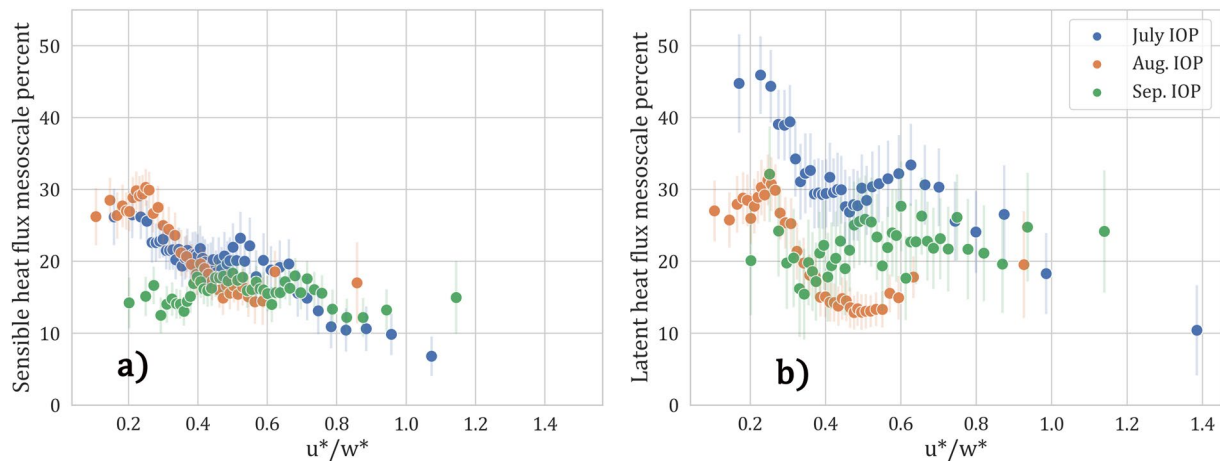 Sensible heat flux mesoscale percent
50
40
30
20
10
0
a)
0.2 0.4 0.6 0.8 1.0 1.2 1.4
u*/w*
Latent heat flux mesoscale percent
50
40
30
20
10
0
July IOP
Aug. IOP
Sep. IOP
b)
0.2 0.4 0.6 0.8 1.0 1.2 1.4
u*/w*